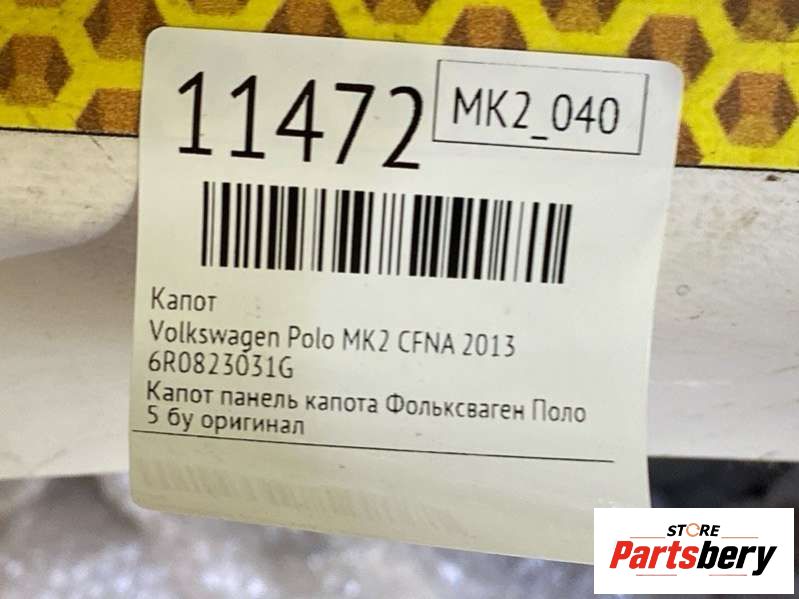 11472
MK2_040
Капот
Volkswagen Polo MK2 CFNA 2013
6R0823031G
Капот панель капота Фольксваген Поло
5 бу оригинал
STORE
Partsbery